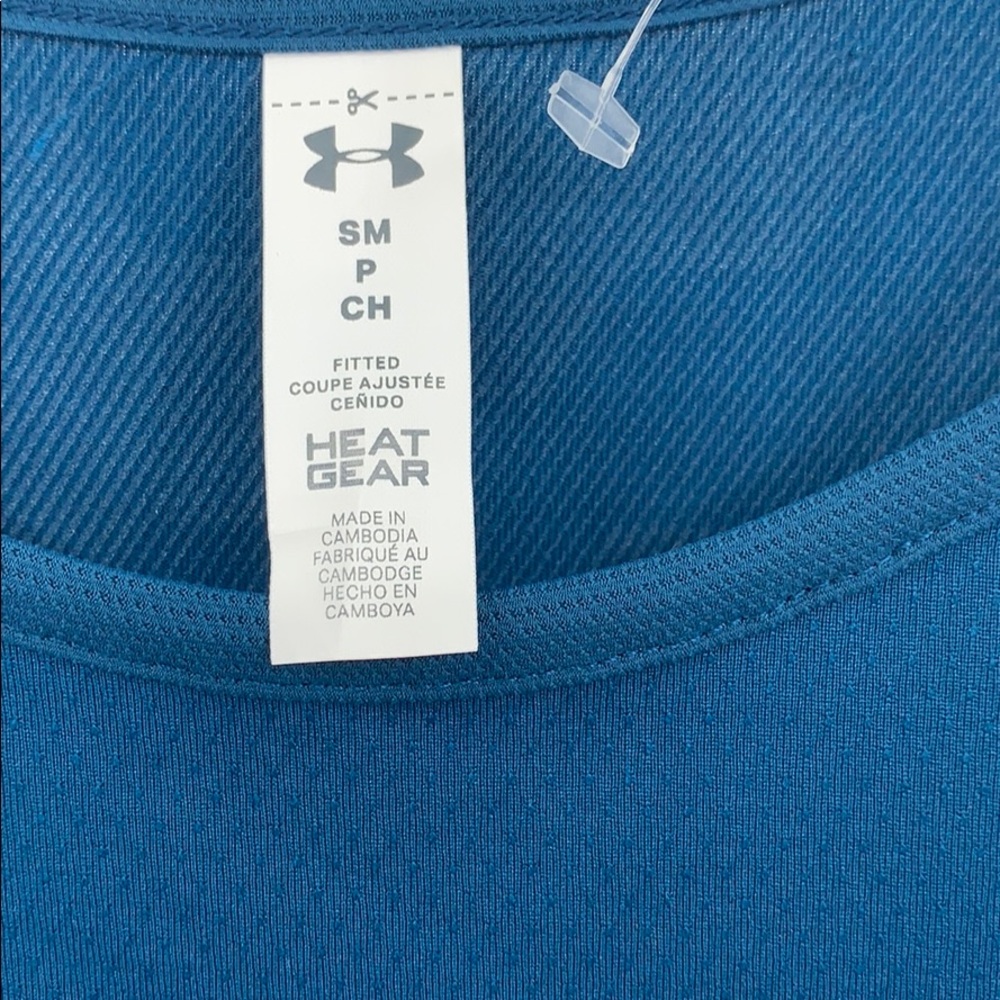 SM
P
CH
FITTED
COUPE AJUSTÉE
CEÑIDO
HEAT
GEAR
MADE IN
CAMBODIA
FABRIQUÉ AU
CAMBODGE
HECHO EN
CAMBOYA